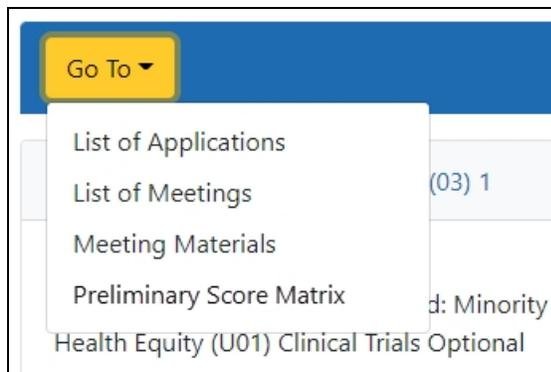 Go To
List of Applications
(03) 1
List of Meetings
Meeting Materials
Preliminary Score Matrix
d: Minority
Health Equity (U01) Clinical Trials Optional